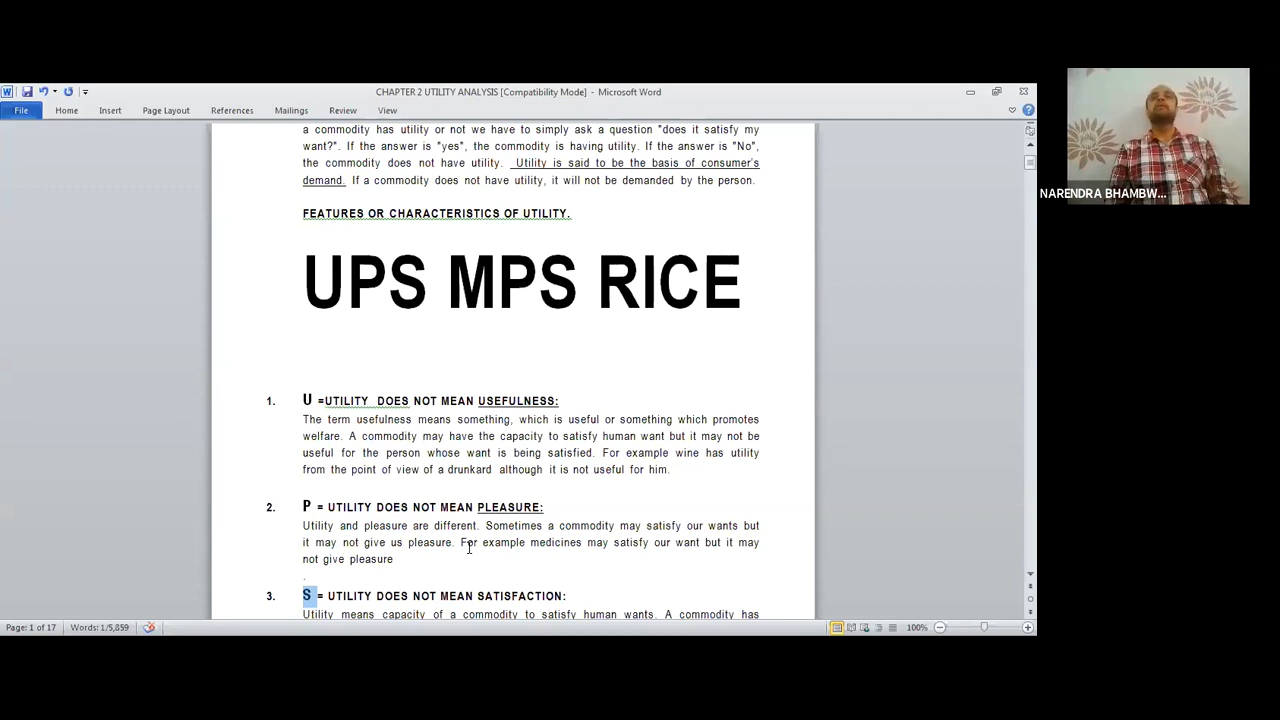 CHAPTER 2 UTILITY ANALYSIS [Compatibility Mode] - Microsoft Word
File Home Insert Page Layout References Mailings Review View
a commodity has utility or not we have to simply ask a question "does it satisfy my
want?". If the answer is "yes", the commodity is having utility. If the answer is "No",
the commodity does not have utility. Utility is said to be the basis of consumer's
demand. If a commodity does not have utility, it will not be demanded by the person.
FEATURES OR CHARACTERISTICS OF UTILITY.
UPS MPS RICE
1. U =UTILITY DOES NOT MEAN USEFULNESS:
The term usefulness means something, which is useful or something which promotes
welfare. A commodity may have the capacity to satisfy human want but it may not be
useful for the person whose want is being satisfied. For example wine has utility
from the point of view of a drunkard although it is not useful for him.
2. P = UTILITY DOES NOT MEAN PLEASURE:
Utility and pleasure are different. Sometimes a commodity may satisfy our wants but
it may not give us pleasure. For example medicines may satisfy our want but it may
not give pleasure
.
3. S = UTILITY DOES NOT MEAN SATISFACTION:
Utility means capacity of a commodity to satisfy human wants. A commodity has
Page: 1 of 17 Words: 1/5,859 100%
NARENDRA BHAMBW...